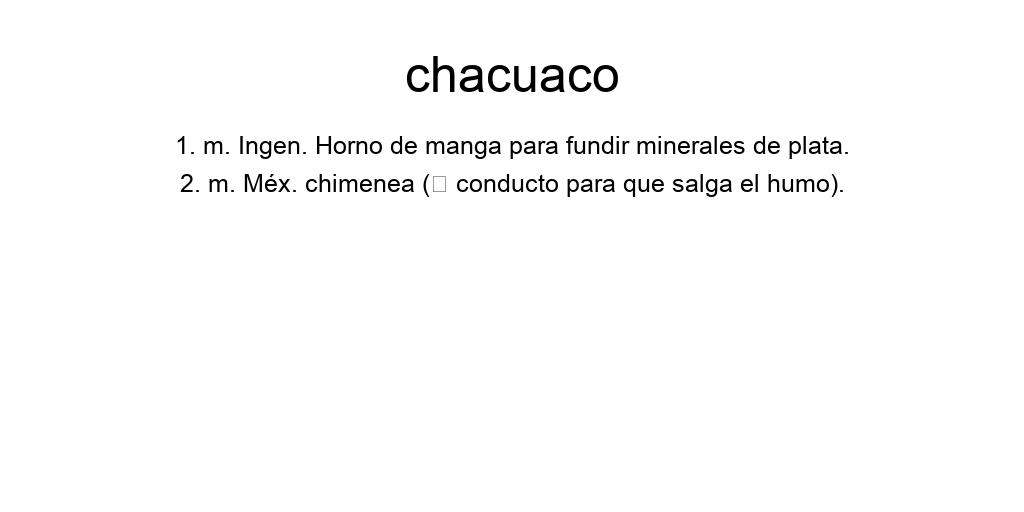 chacuaco
1. m. Ingen. Horno de manga para fundir minerales de plata.
2. m. Méx. chimenea (▯ conducto para que salga el humo).